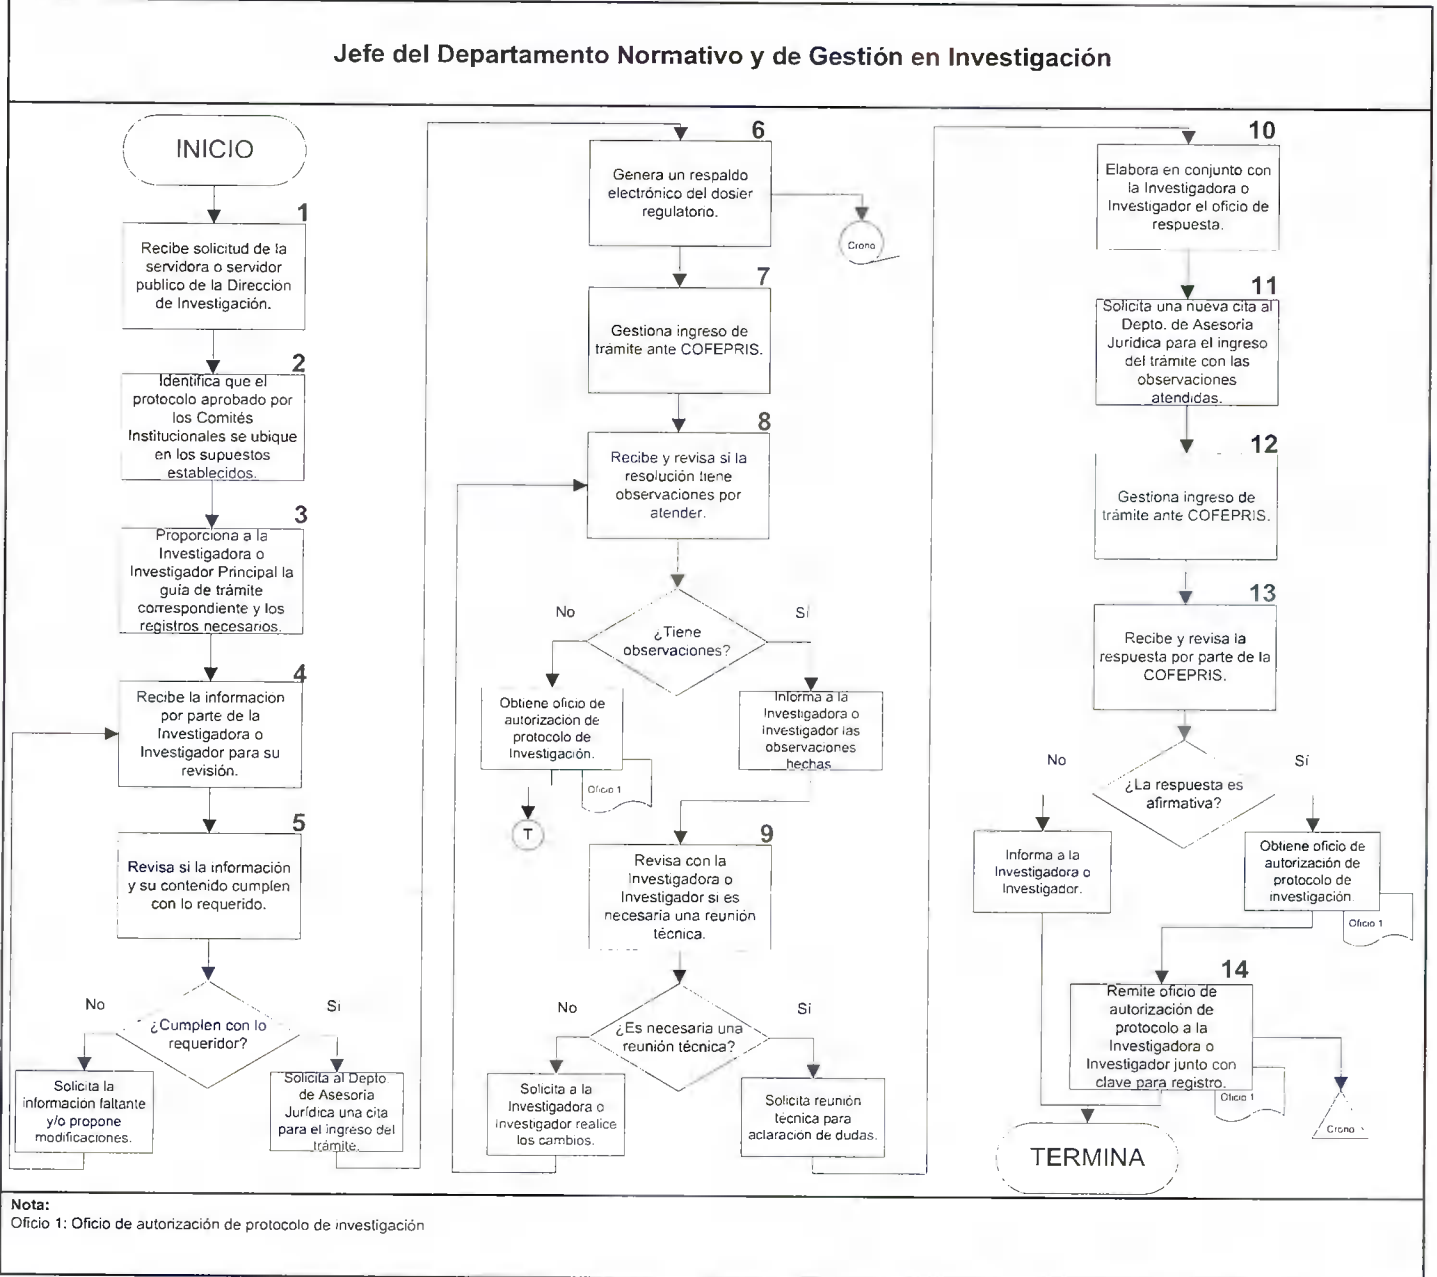 Jefe del Departamento Normativo y de Gestión en Investigación
INICIO
1
Recibe solicitud de la
servidora o servidor
publico de la Direccion
de Investigación.
2
Identifica que el
protocolo aprobado por
los Comités
Institucionales se ubique
en los supuestos
establecidos.
3
Proporciona a la
Investigadora o
Investigador Principal la
guía de trámite
correspondiente y los
registros necesarios.
4
Recibe la informacion
por parte de la
Investigadora o
Investigador para su
revisión.
5
Revisa si la información
y su contenido cumplen
con lo requerido.
No
Si
¿Cumplen con lo
requeridor?
Solicita la
información faltante
y/o propone
modificaciones.
Solicita al Depto.
de Asesoria
Jurídica una cita
para el ingreso del
trámite.
6
Genera un respaldo
electrónico del dosier
regulatorio.
Crono
7
Gestiona ingreso de
trámite ante COFEPRIS.
8
Recibe y revisa si la
resolución tiene
observaciones por
atender.
No
Sí
¿Tiene
observaciones?
Obtiene oficio de
autorización de
protocolo de
Investigación.
Oficio 1
T
Informa a la
Investigadora o
Investigador las
observaciones
hechas
9
Revisa con la
Investigadora o
Investigador si es
necesaria una reunión
técnica.
No
Sí
¿Es necesaria una
reunión técnica?
Solicita a la
Investigadora o
Investigador realice
los cambios.
Solicita reunión
técnica para
aclaración de dudas.
10
Elabora en conjunto con
la Investigadora o
Investigador el oficio de
respuesta.
11
Solicita una nueva cita al
Depto. de Asesoria
Jurídica para el ingreso
del trámite con las
observaciones
atendidas.
12
Gestiona ingreso de
trámite ante COFEPRIS.
13
Recibe y revisa la
respuesta por parte de la
COFEPRIS.
No
Sí
¿La respuesta es
afirmativa?
Informa a la
Investigadora o
Investigador.
Obtiene oficio de
autorización de
protocolo de
investigación.
Oficio 1
14
Remite oficio de
autorización de
protocolo a la
Investigadora o
Investigador junto con
clave para registro.
Oficio 1
Crono
TERMINA
Nota:
Oficio 1: Oficio de autorización de protocolo de investigación